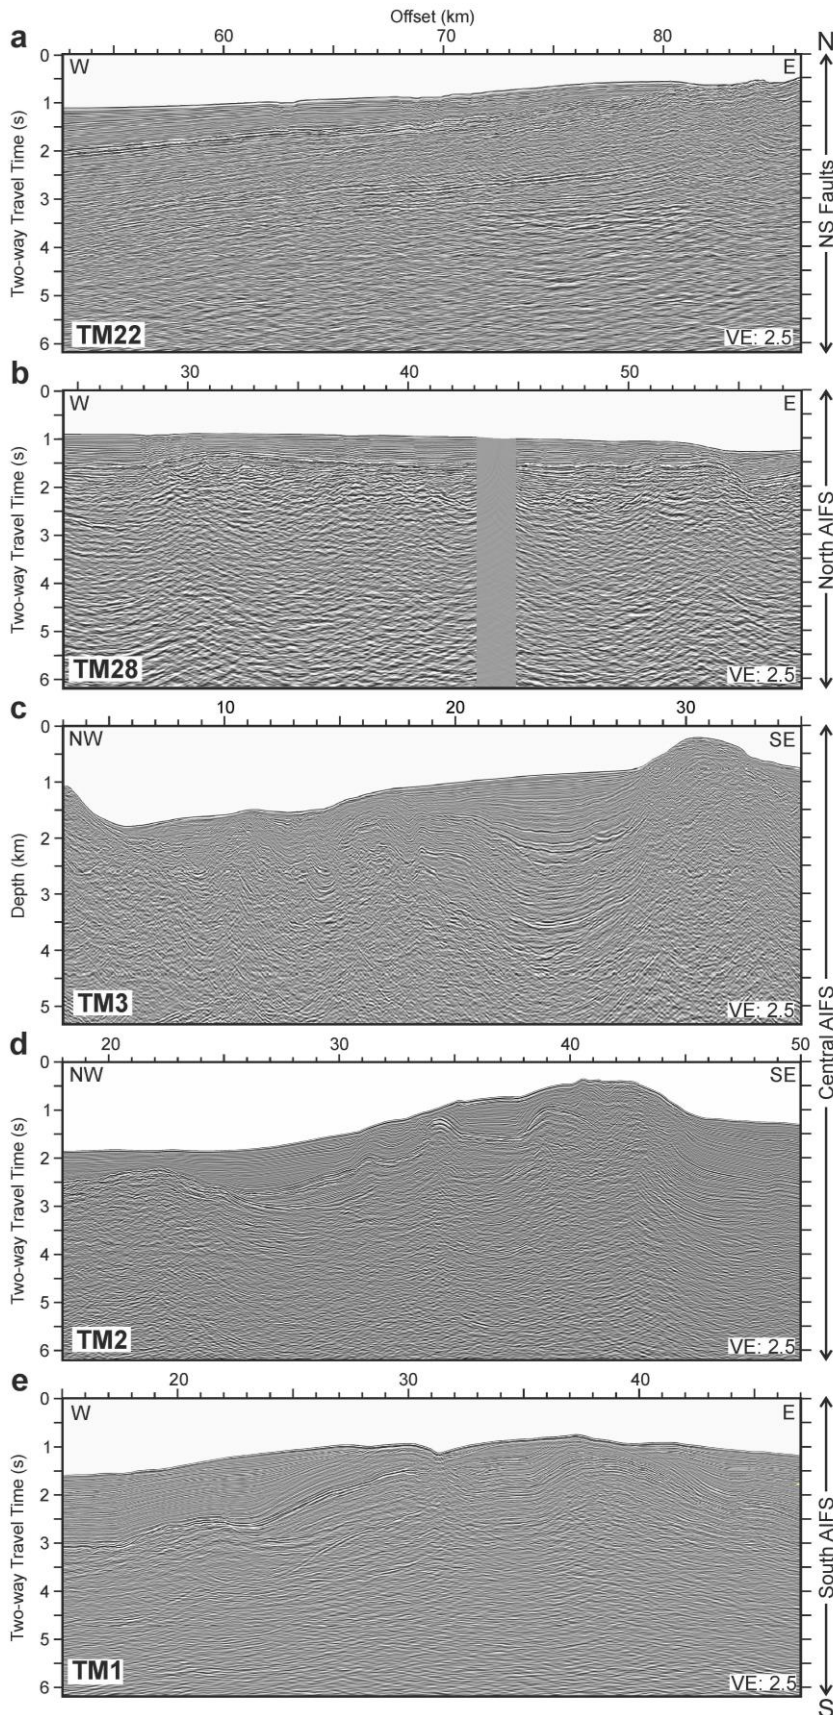 Offset (km)
a
60
70
80
N
0
1
2
3
4
5
6
W
E
Two-way Travel Time (s)
TM22
VE: 2.5
NS Faults
b
30
40
50
0
1
2
3
4
5
6
W
E
Two-way Travel Time (s)
TM28
VE: 2.5
North AIFS
c
10
20
30
0
1
2
3
4
5
NW
SE
Depth (km)
TM3
VE: 2.5
Central AIFS
d
20
30
40
50
0
1
2
3
4
5
6
NW
SE
Two-way Travel Time (s)
TM2
VE: 2.5
e
20
30
40
0
1
2
3
4
5
6
W
E
Two-way Travel Time (s)
TM1
VE: 2.5
South AIFS
S